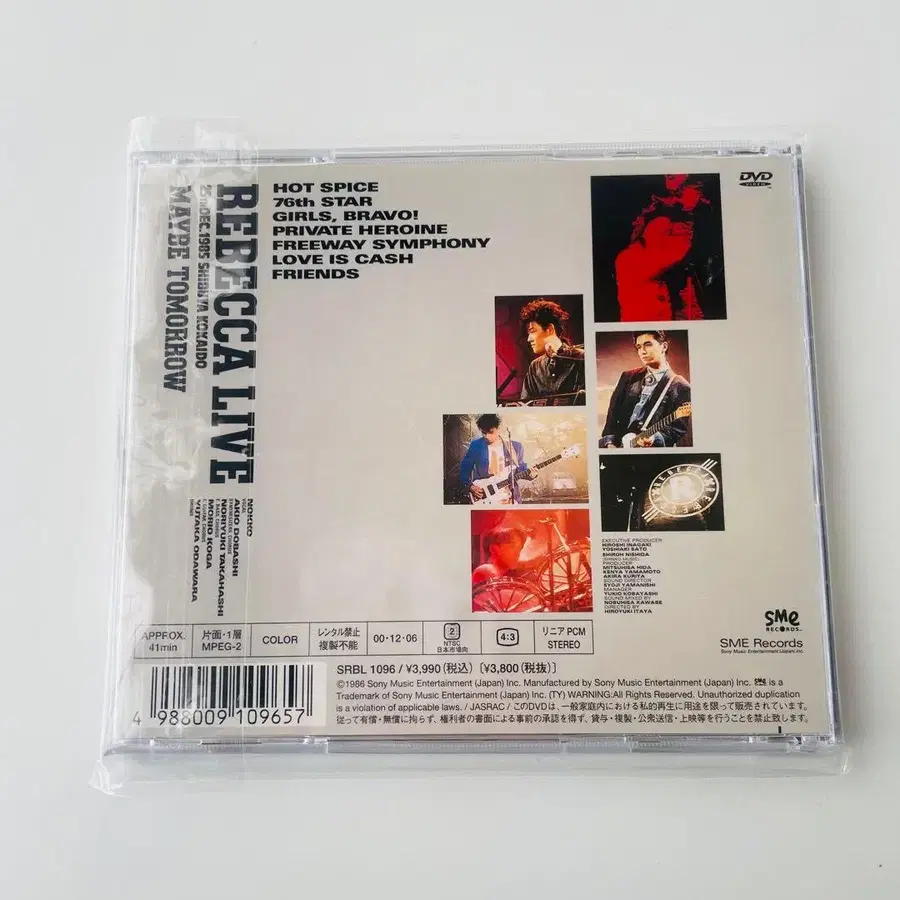 REBECCA LIVE
25th DEC. 1985 SHIBUYA KOKAIDO
MAYBE TOMORROW
NOKKO
VOCAL
AKIO DOBASHI
NORIYUKI TAKAHASHI
MORIO KOGA
YUTAKA ODAWARA
DRUMS
HOT SPICE
76th STAR
GIRLS, BRAVO!
PRIVATE HEROINE
FREEWAY SYMPHONY
LOVE IS CASH
FRIENDS
DVD
VIDEO
EXECUTIVE PRODUCER
HIROSHI INAGAKI
YOSHIAKI SATO
SHIROH NISHIDA
(SHINKO MUSIC)
PRODUCER
MITSUHISA HIDA
KENYA YAMAMOTO
AKIRA KURIYA
SOUND DIRECTOR
SYOJI YAMANISHI
MANAGER
YUKIO KOBAYASHI
SOUND MIXED BY
NOBUHISA KAWABE
DIRECTED BY
HIROYUKI ITAYA
sme
RECORDS
SME Records
Sony Music Entertainment (Japan) Inc.
APPROX.
41min
片面・1層
MPEG-2
COLOR
レンタル禁止
複製不能
00・12・06
2
NTSC
日本市場向
4:3
リニアPCM
STEREO
SRBL 1096 / ¥3,990(税込) 〔¥3,800(税抜)〕
©1986 Sony Music Entertainment (Japan) Inc. Manufactured by Sony Music Entertainment (Japan) Inc. sme is a
Trademark of Sony Music Entertainment (Japan) Inc. (TY) WARNING:All Rights Reserved. Unauthorized duplication
is a violation of applicable laws. / JASRAC / このDVDは、一般家庭内における私的再生に用途を限って販売されています。
従って有償・無償に拘らず、権利者の書面による事前の承諾を得ず、貸与・複製・公衆送信・上映等を行うことを禁止致します。
4 988009 109657